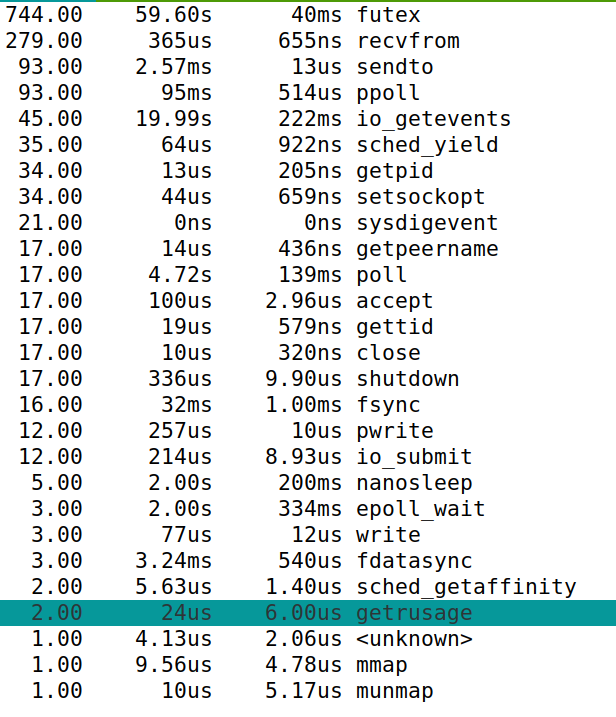 744.00 59.60s 40ms futex
279.00 365us 655ns recvfrom
93.00 2.57ms 13us sendto
93.00 95ms 514us ppoll
45.00 19.99s 222ms io_getevents
35.00 64us 922ns sched_yield
34.00 13us 205ns getpid
34.00 44us 659ns setsockopt
21.00 0ns 0ns sysdigevent
17.00 14us 436ns getpeername
17.00 4.72s 139ms poll
17.00 100us 2.96us accept
17.00 19us 579ns gettid
17.00 10us 320ns close
17.00 336us 9.90us shutdown
16.00 32ms 1.00ms fsync
12.00 257us 10us pwrite
12.00 214us 8.93us io_submit
5.00 2.00s 200ms nanosleep
3.00 2.00s 334ms epoll_wait
3.00 77us 12us write
3.00 3.24ms 540us fdatasync
2.00 5.63us 1.40us sched_getaffinity
2.00 24us 6.00us getrusage
1.00 4.13us 2.06us <unknown>
1.00 9.56us 4.78us mmap
1.00 10us 5.17us munmap